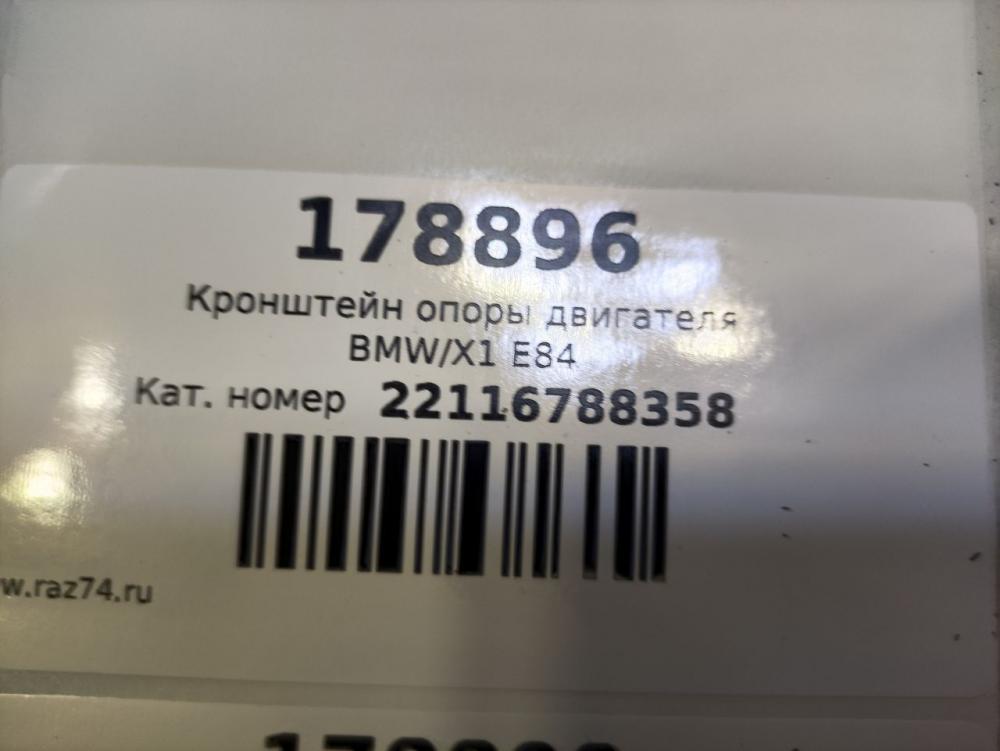 178896
Кронштейн опоры двигателя
BMW/X1 E84
Кат. номер 22116788358
w.raz74.ru